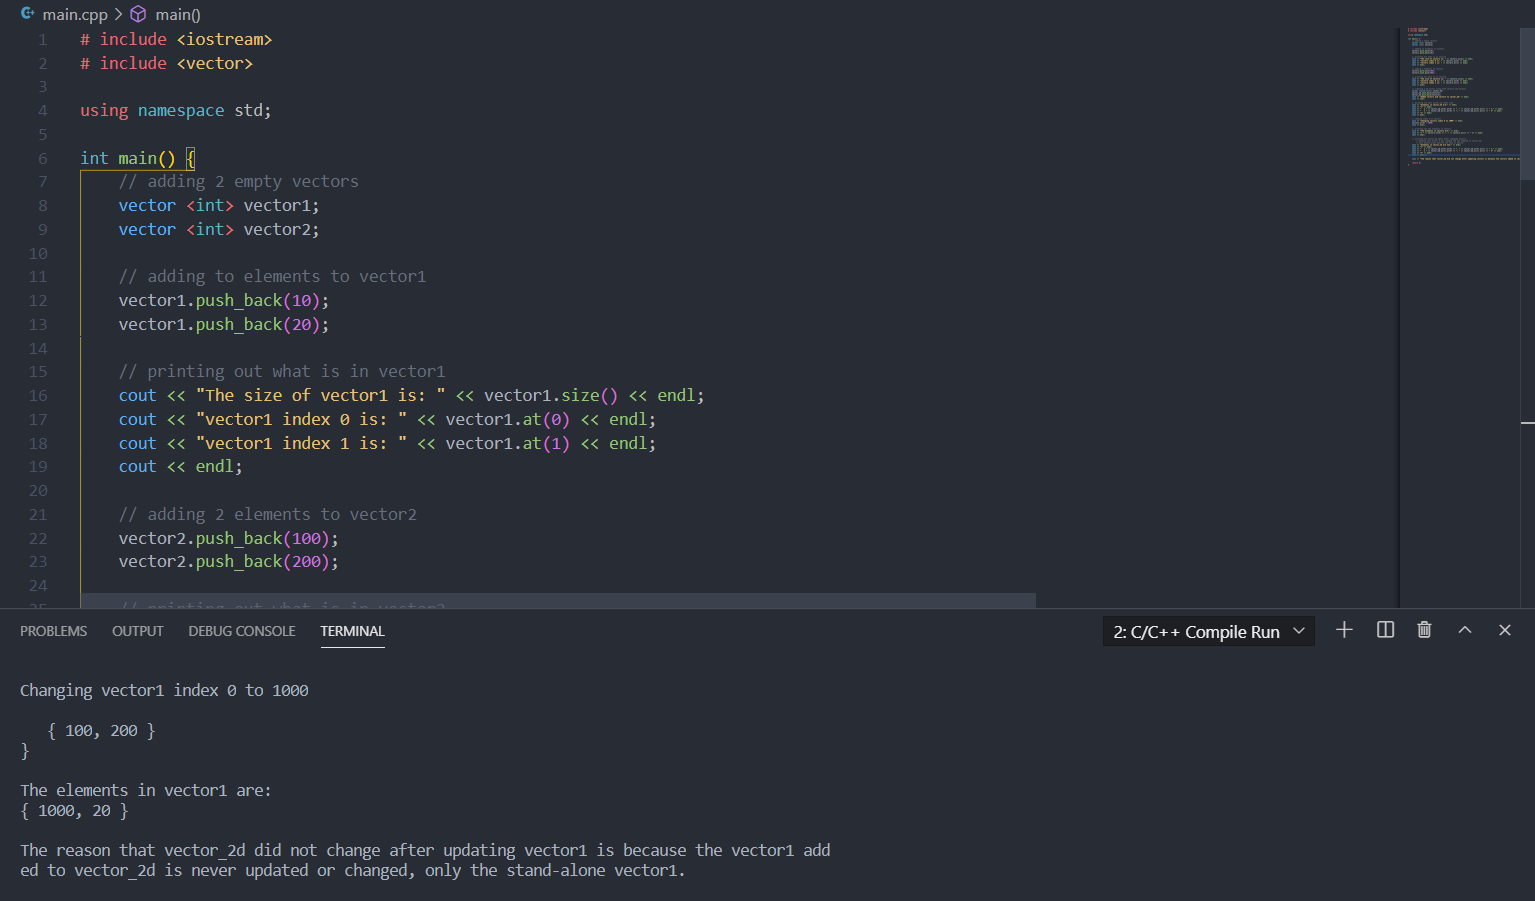 main.cpp > main()
1 # include <iostream>
2 # include <vector>
3
4 using namespace std;
5
6 int main() {
7 // adding 2 empty vectors
8 vector <int> vector1;
9 vector <int> vector2;
10
11 // adding to elements to vector1
12 vector1.push_back(10);
13 vector1.push_back(20);
14
15 // printing out what is in vector1
16 cout << "The size of vector1 is: " << vector1.size() << endl;
17 cout << "vector1 index 0 is: " << vector1.at(0) << endl;
18 cout << "vector1 index 1 is: " << vector1.at(1) << endl;
19 cout << endl;
20
21 // adding 2 elements to vector2
22 vector2.push_back(100);
23 vector2.push_back(200);
24
25 // printing out what is in vector2
PROBLEMS OUTPUT DEBUG CONSOLE TERMINAL 2: C/C++ Compile Run
Changing vector1 index 0 to 1000
{ 100, 200 }
}
The elements in vector1 are:
{ 1000, 20 }
The reason that vector_2d did not change after updating vector1 is because the vector1 add
ed to vector_2d is never updated or changed, only the stand-alone vector1.